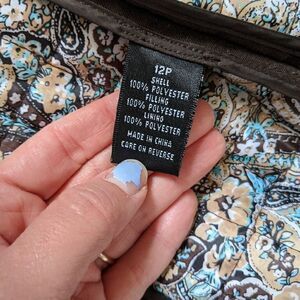 12P
SHELL
100% POLYESTER
FILLING
100% POLYESTER
LINING
100% POLYESTER
MADE IN CHINA
CARE ON REVERSE